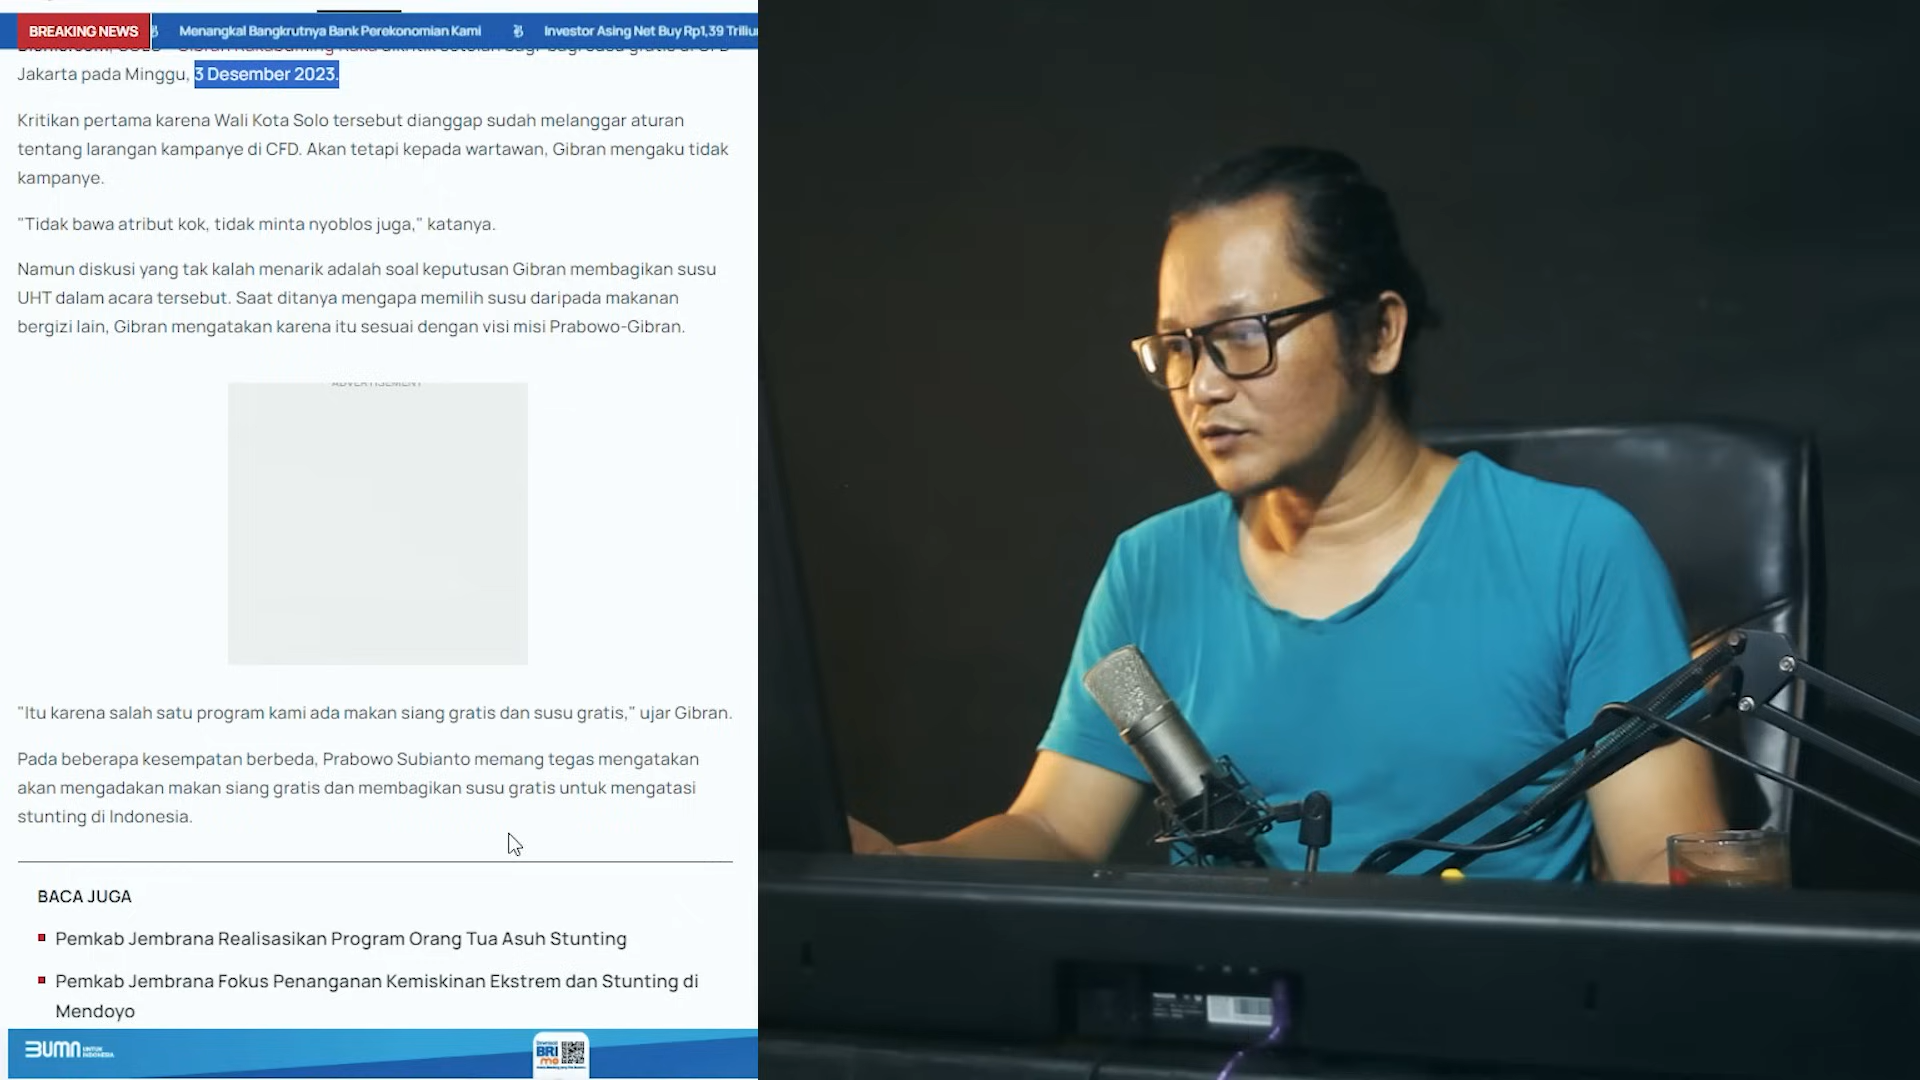 BREAKING NEWS
Menangkal Bangkrutnya Bank Perekonomian Kami
Investor Asing Net Buy Rp1,39 Triliu
Jakarta pada Minggu, 3 Desember 2023.
Kritikan pertama karena Wali Kota Solo tersebut dianggap sudah melanggar aturan
tentang larangan kampanye di CFD. Akan tetapi kepada wartawan, Gibran mengaku tidak
kampanye.
"Tidak bawa atribut kok, tidak minta nyoblos juga," katanya.
Namun diskusi yang tak kalah menarik adalah soal keputusan Gibran membagikan susu
UHT dalam acara tersebut. Saat ditanya mengapa memilih susu daripada makanan
bergizi lain, Gibran mengatakan karena itu sesuai dengan visi misi Prabowo-Gibran.
ADVERTISEMENT
"Itu karena salah satu program kami ada makan siang gratis dan susu gratis," ujar Gibran.
Pada beberapa kesempatan berbeda, Prabowo Subianto memang tegas mengatakan
akan mengadakan makan siang gratis dan membagikan susu gratis untuk mengatasi
stunting di Indonesia.
BACA JUGA
Pemkab Jembrana Realisasikan Program Orang Tua Asuh Stunting
Pemkab Jembrana Fokus Penanganan Kemiskinan Ekstrem dan Stunting di
Mendoyo
BUMN UNTUK
INDONESIA
BRI
mo